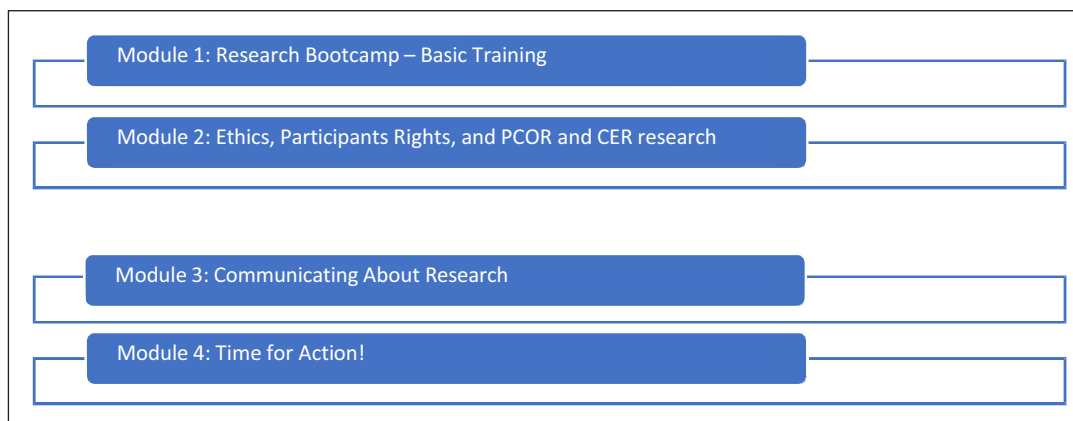 Module 1: Research Bootcamp – Basic Training
Module 2: Ethics, Participants Rights, and PCOR and CER research
Module 3: Communicating About Research
Module 4: Time for Action!